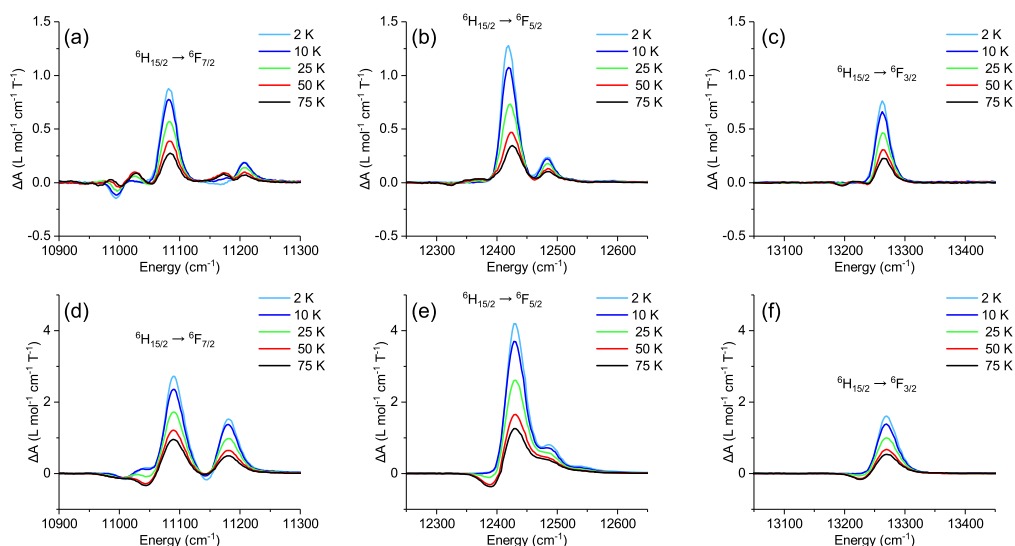 (a)
⁶H₁₅/₂ → ⁶F₇/₂
2 K
10 K
25 K
50 K
75 K
1.5
1.0
0.5
0.0
-0.5
ΔA (L mol⁻¹ cm⁻¹ T⁻¹)
10900 11000 11100 11200 11300
Energy (cm⁻¹)
(b)
⁶H₁₅/₂ → ⁶F₅/₂
2 K
10 K
25 K
50 K
75 K
1.5
1.0
0.5
0.0
-0.5
ΔA (L mol⁻¹ cm⁻¹ T⁻¹)
12300 12400 12500 12600
Energy (cm⁻¹)
(c)
⁶H₁₅/₂ → ⁶F₃/₂
2 K
10 K
25 K
50 K
75 K
1.5
1.0
0.5
0.0
-0.5
ΔA (L mol⁻¹ cm⁻¹ T⁻¹)
13100 13200 13300 13400
Energy (cm⁻¹)
(d)
⁶H₁₅/₂ → ⁶F₇/₂
2 K
10 K
25 K
50 K
75 K
4
2
0
ΔA (L mol⁻¹ cm⁻¹ T⁻¹)
10900 11000 11100 11200 11300
Energy (cm⁻¹)
(e)
⁶H₁₅/₂ → ⁶F₅/₂
2 K
10 K
25 K
50 K
75 K
4
2
0
ΔA (L mol⁻¹ cm⁻¹ T⁻¹)
12300 12400 12500 12600
Energy (cm⁻¹)
(f)
⁶H₁₅/₂ → ⁶F₃/₂
2 K
10 K
25 K
50 K
75 K
4
2
0
ΔA (L mol⁻¹ cm⁻¹ T⁻¹)
13100 13200 13300 13400
Energy (cm⁻¹)